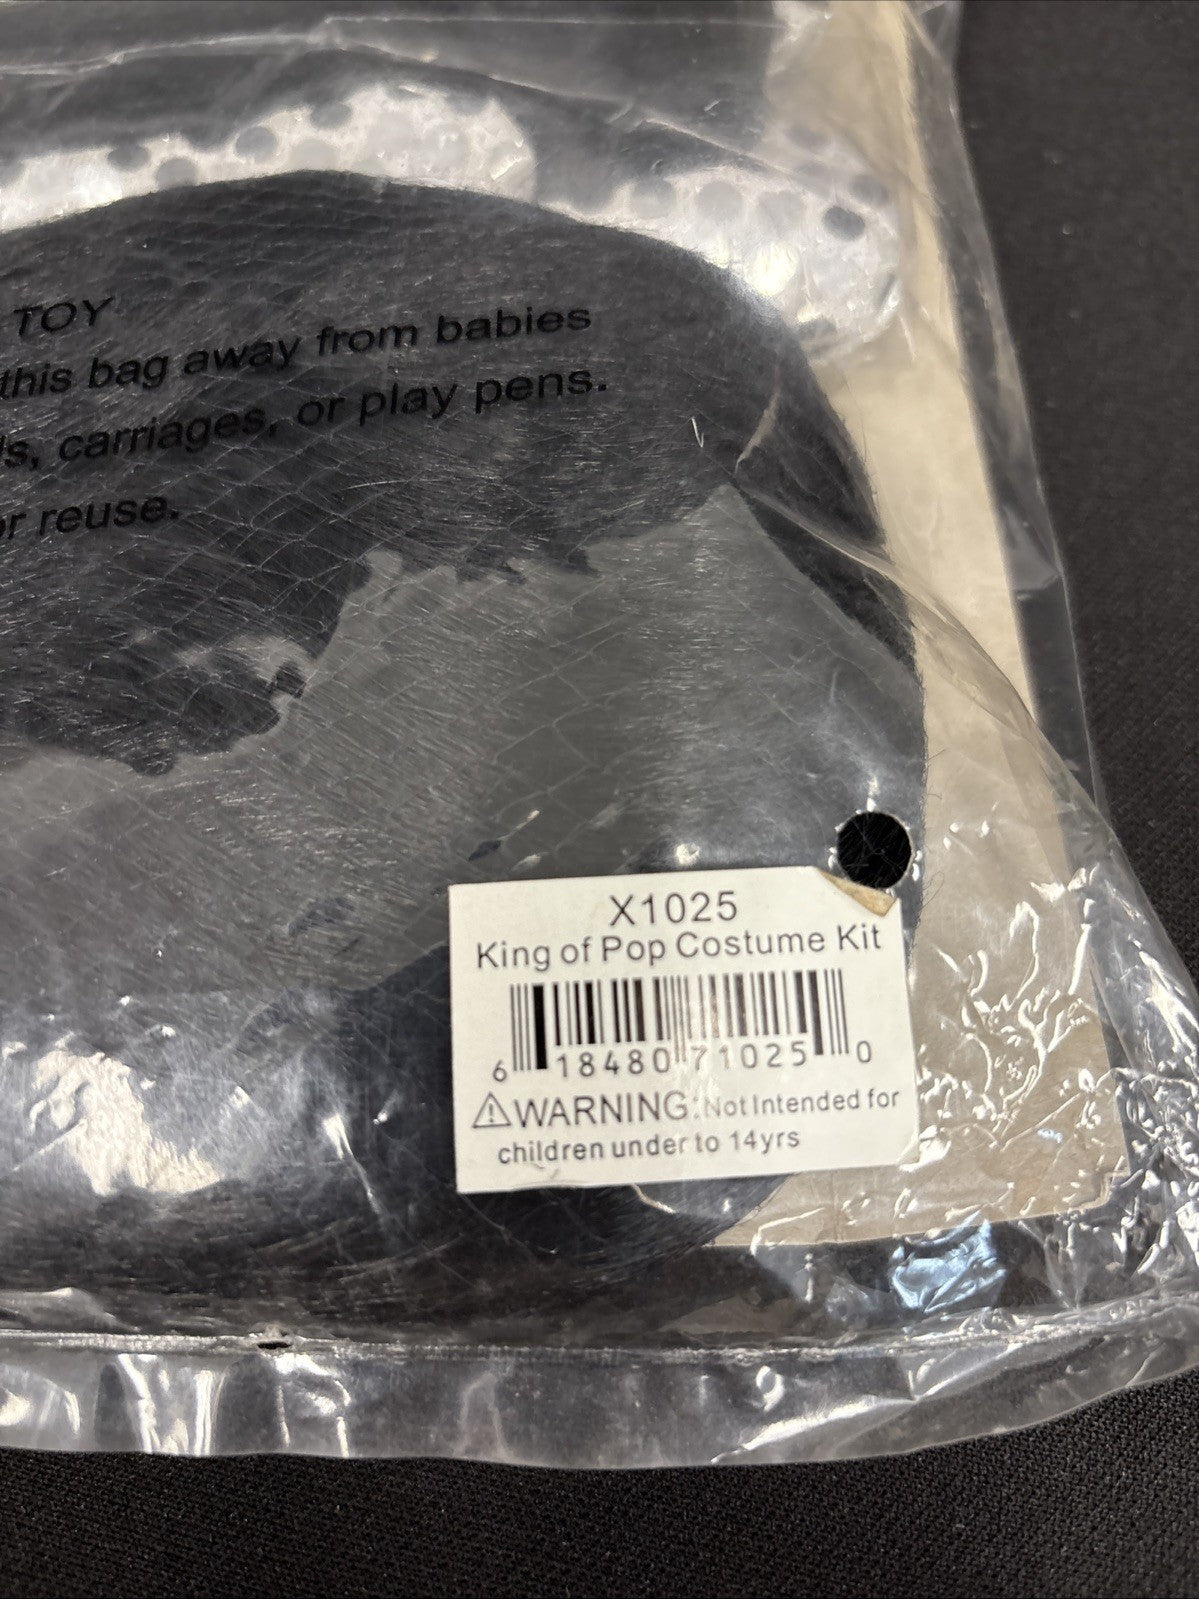 TOY
this bag away from babies
carriages, or play pens.
or reuse.
X1025
King of Pop Costume Kit
6 18480 71025 0
⚠WARNING: Not Intended for
children under to 14yrs